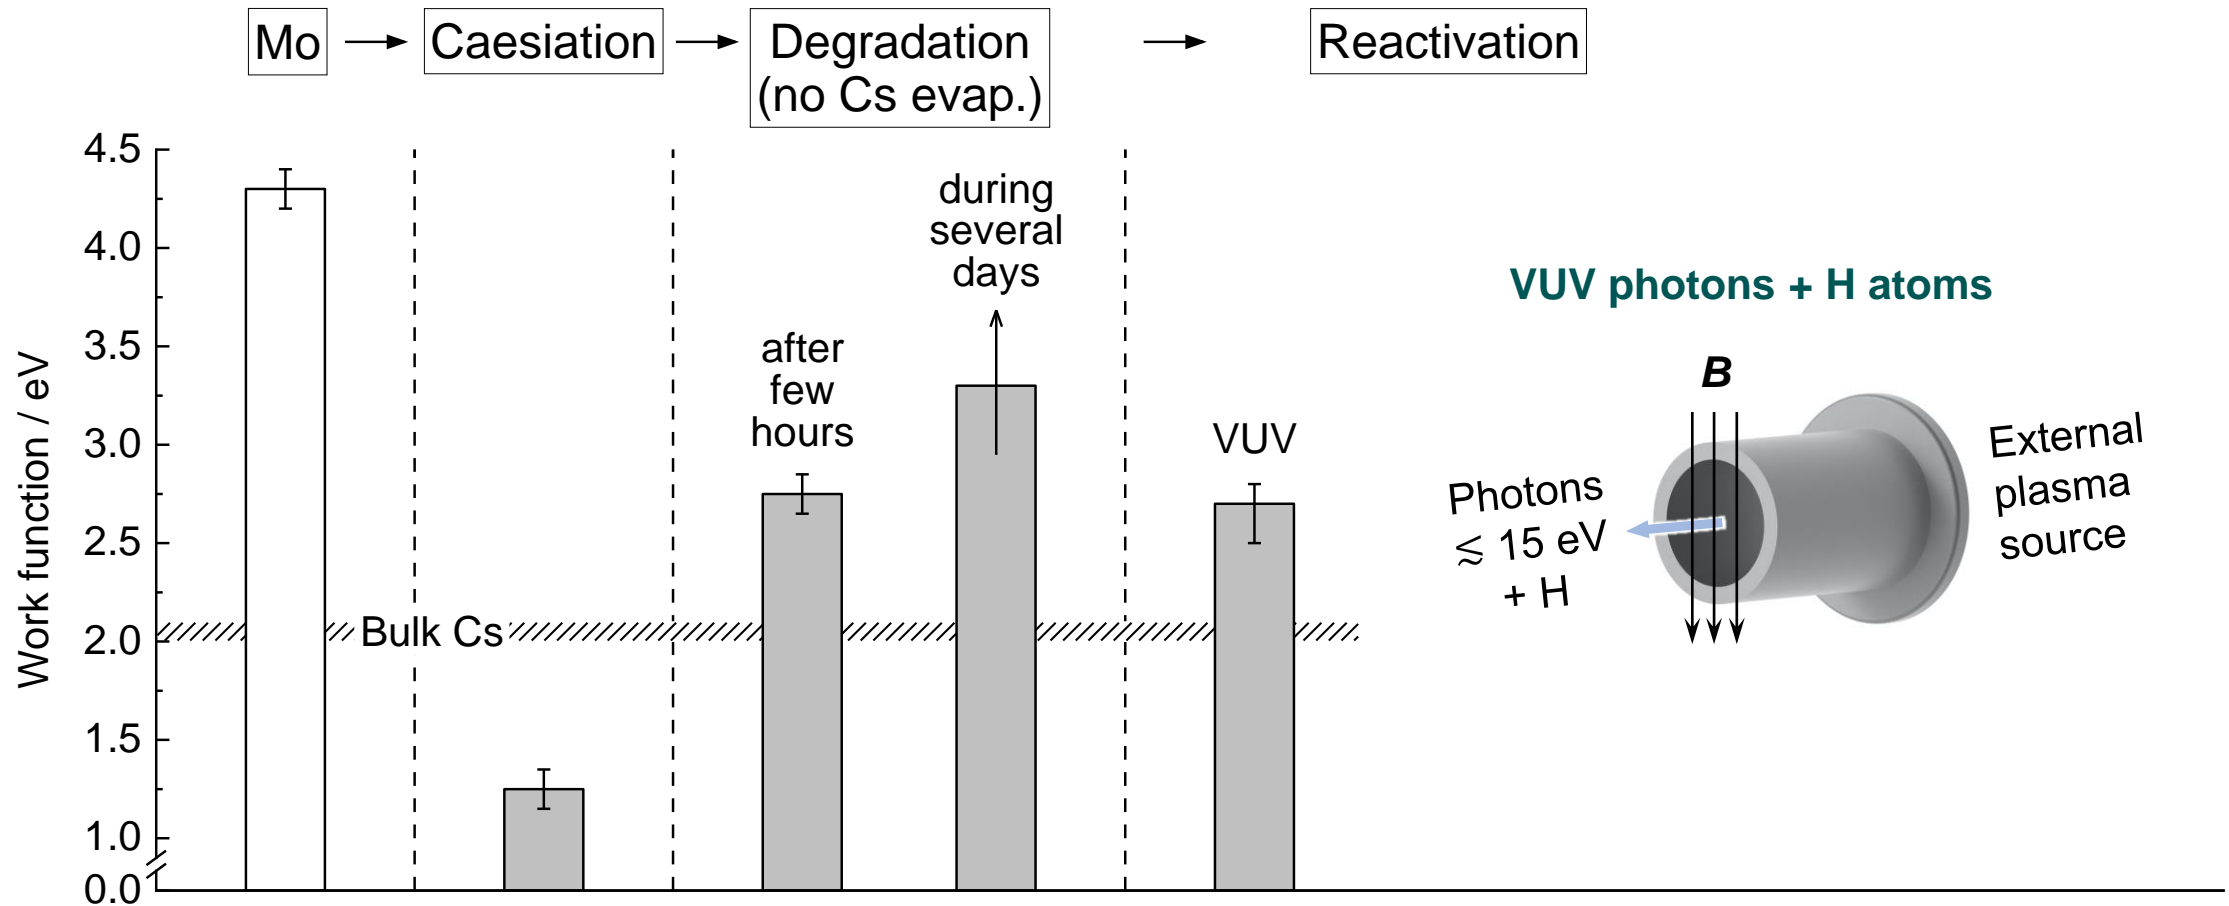 Mo
Caesiation
Degradation
(no Cs evap.)
Reactivation
Work function / eV
4.5
4.0
3.5
3.0
2.5
2.0
1.5
1.0
0.0
Bulk Cs
after
few
hours
during
several
days
VUV
VUV photons + H atoms
B
Photons
⪅ 15 eV
+ H
External
plasma
source